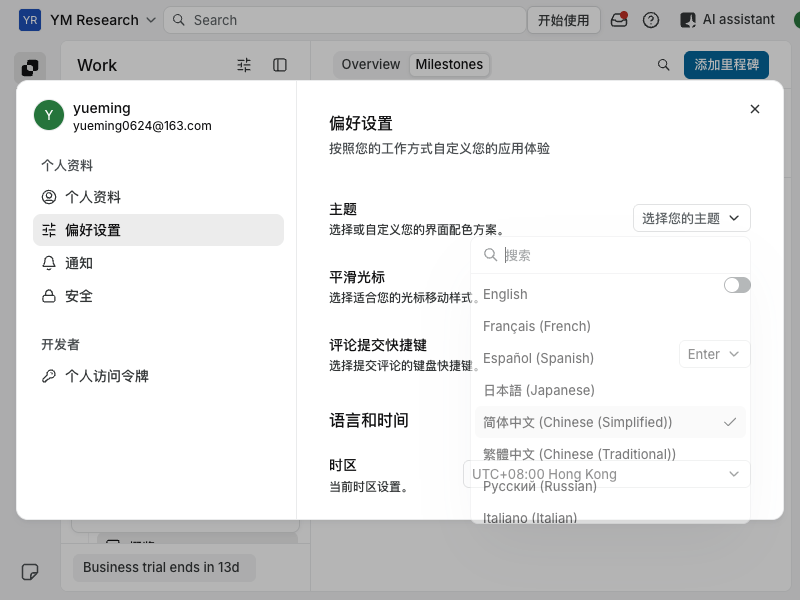 YR
YM Research
Search
开始使用
AI assistant
Work
Overview
Milestones
添加里程碑
Y
yueming
yueming0624@163.com
个人资料
个人资料
偏好设置
通知
安全
开发者
个人访问令牌
偏好设置
按照您的工作方式自定义您的应用体验
主题
选择或自定义您的界面配色方案。
选择您的主题
搜索
平滑光标
选择适合您的光标移动样式。
English
Français (French)
评论提交快捷键
选择提交评论的键盘快捷键。
Español (Spanish)
Enter
日本語 (Japanese)
语言和时间
简体中文 (Chinese (Simplified))
繁體中文 (Chinese (Traditional))
时区
当前时区设置。
UTC+08:00 Hong Kong
Русский (Russian)
Italiano (Italian)
Business trial ends in 13d